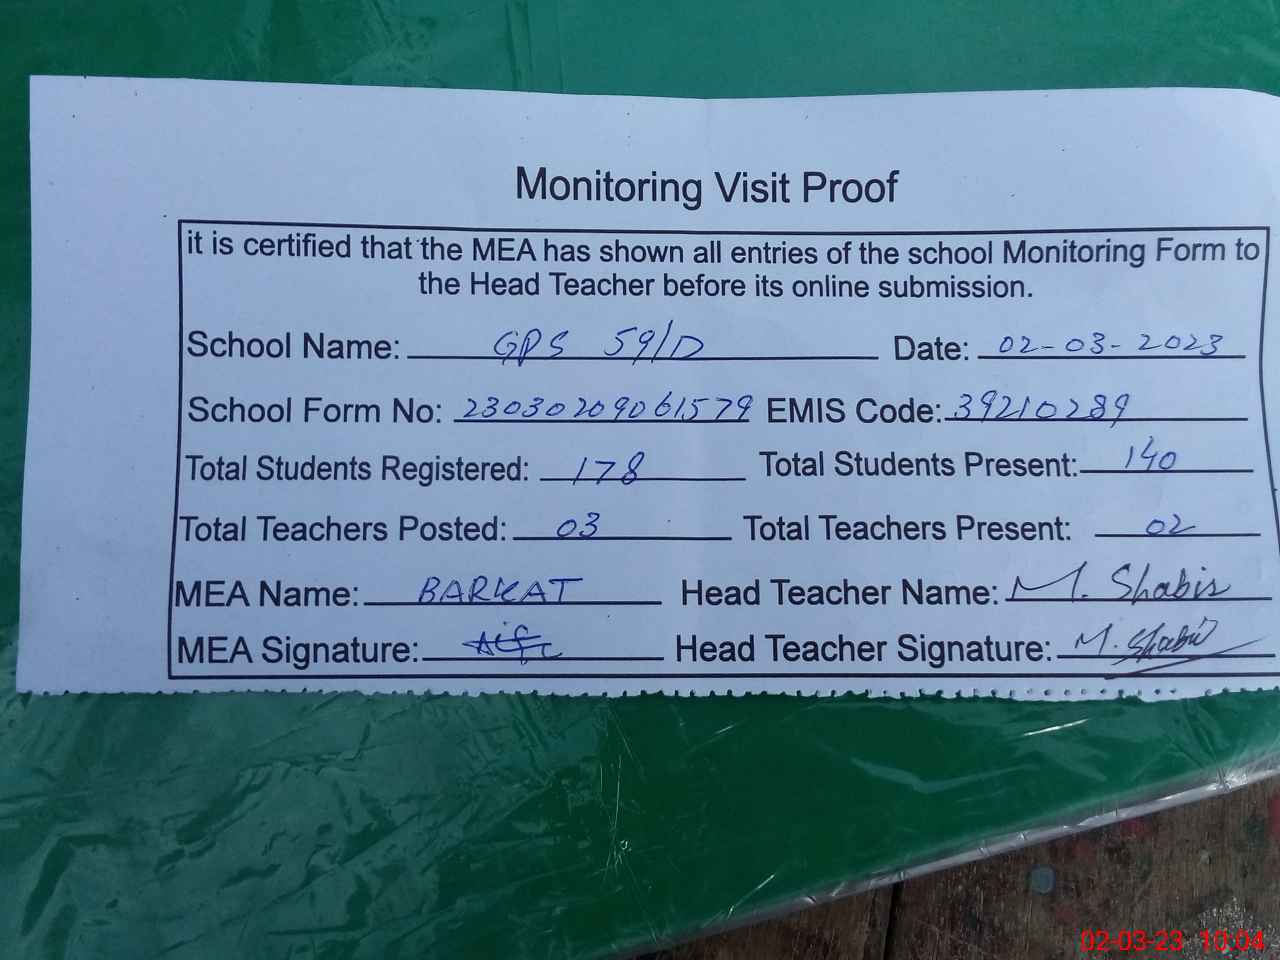 Monitoring Visit Proof
it is certified that the MEA has shown all entries of the school Monitoring Form to
the Head Teacher before its online submission.
School Name: GPS 59/D Date: 02-03-2023
School Form No: 23030209061579 EMIS Code: 39210289
Total Students Registered: 178 Total Students Present: 140
Total Teachers Posted: 03 Total Teachers Present: 02
MEA Name: BARKAT Head Teacher Name: M. Shabir
MEA Signature: Head Teacher Signature: M. Shabir
02-03-23 10:04